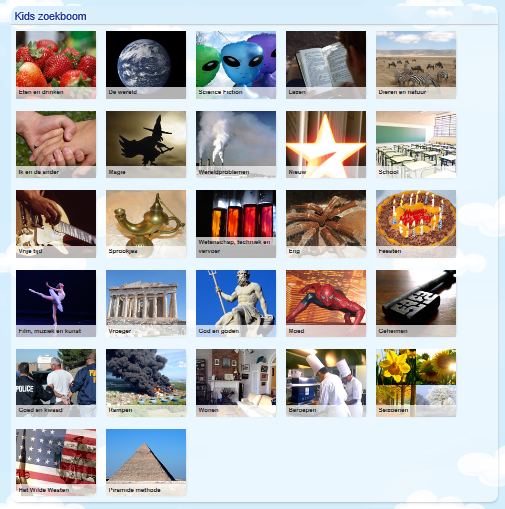 Kids zoekboom
Eten en drinken
De wereld
Science Fiction
Lezen
Dieren en natuur
Ik en de ander
Magie
Wereldproblemen
Nieuw
School
Vrije tijd
Sprookjes
Wetenschap, techniek en
vervoer
Eng
Feesten
Film, muziek en kunst
Vroeger
God en goden
Moed
Geheimen
POLICE
Goed en kwaad
Rampen
Wonen
Beroepen
Seizoenen
Het Wilde Westen
Piramide methode